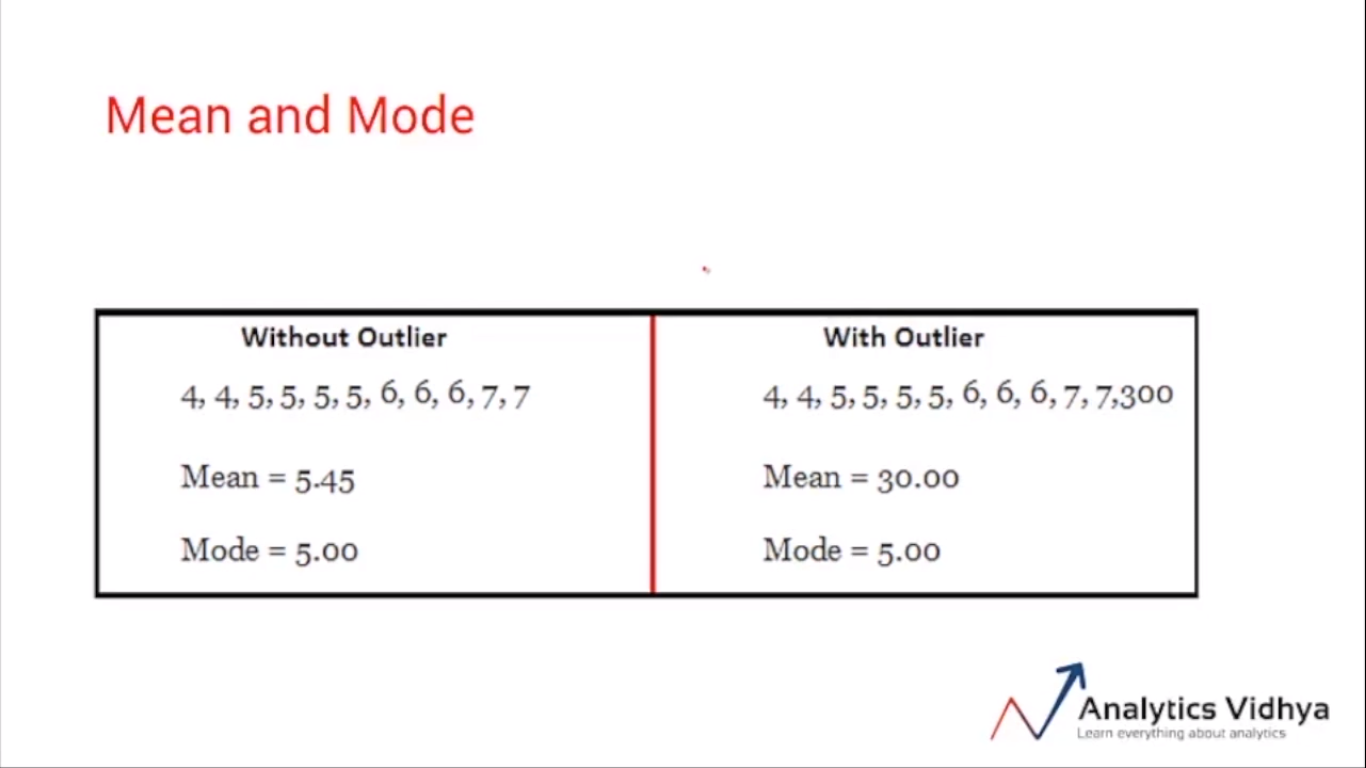 Mean and Mode
Without Outlier
4, 4, 5, 5, 5, 5, 6, 6, 6, 7, 7
Mean = 5.45
Mode = 5.00
With Outlier
4, 4, 5, 5, 5, 5, 6, 6, 6, 7, 7,300
Mean = 30.00
Mode = 5.00
Analytics Vidhya
Learn everything about analytics